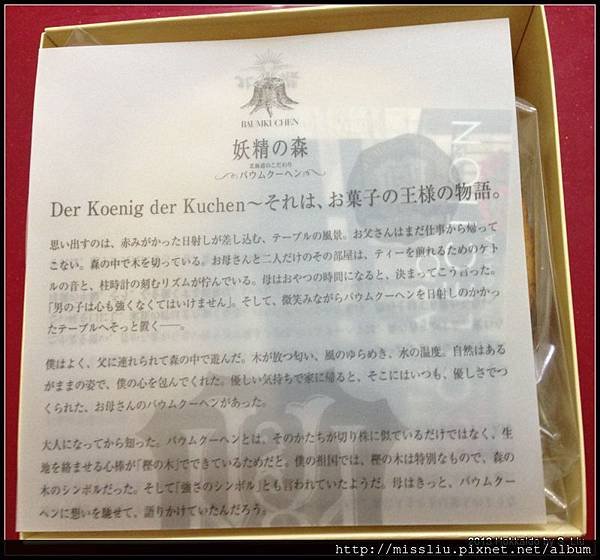 BAUMKUCHEN
妖精の森
北海道のこだわり
バウムクーヘン
Der Koenig der Kuchen～それは、お菓子の王様の物語。
思い出すのは、赤みがかった日射しが差し込む、テーブルの風景。お父さんはまだ仕事から帰って
こない。森の中で木を切っている。お母さんと二人だけのその部屋は、ティーを煎れるためのケト
ルの音と、柱時計の刻むリズムが佇んでいる。母はおやつの時間になると、決まってこう言った。
「男の子は心も強くなくてはいけません」。そして、微笑みながらバウムクーヘンを日射しのかかっ
たテーブルへそっと置く──。
僕はよく、父に連れられて森の中で遊んだ。木が放つ匂い、風のゆらめき、水の温度。自然はある
がままの姿で、僕の心を包んでくれた。優しい気持ちで家に帰ると、そこにはいつも、優しさでつ
くられた、お母さんのバウムクーヘンがあった。
大人になってから知った。バウムクーヘンとは、そのかたちが切り株に似ているだけではなく、生
地を絡ませる心棒が「樫の木」でできているためだと。僕の祖国では、樫の木は特別なもので、森の
木のシンボルだった。そして「強さのシンボル」とも言われていたようだ。母はきっと、バウムクー
ヘンに想いを馳せて、語りかけていたんだろう。
2013 Hokkaido by S. Liu
http://missliu.pixnet.net/album